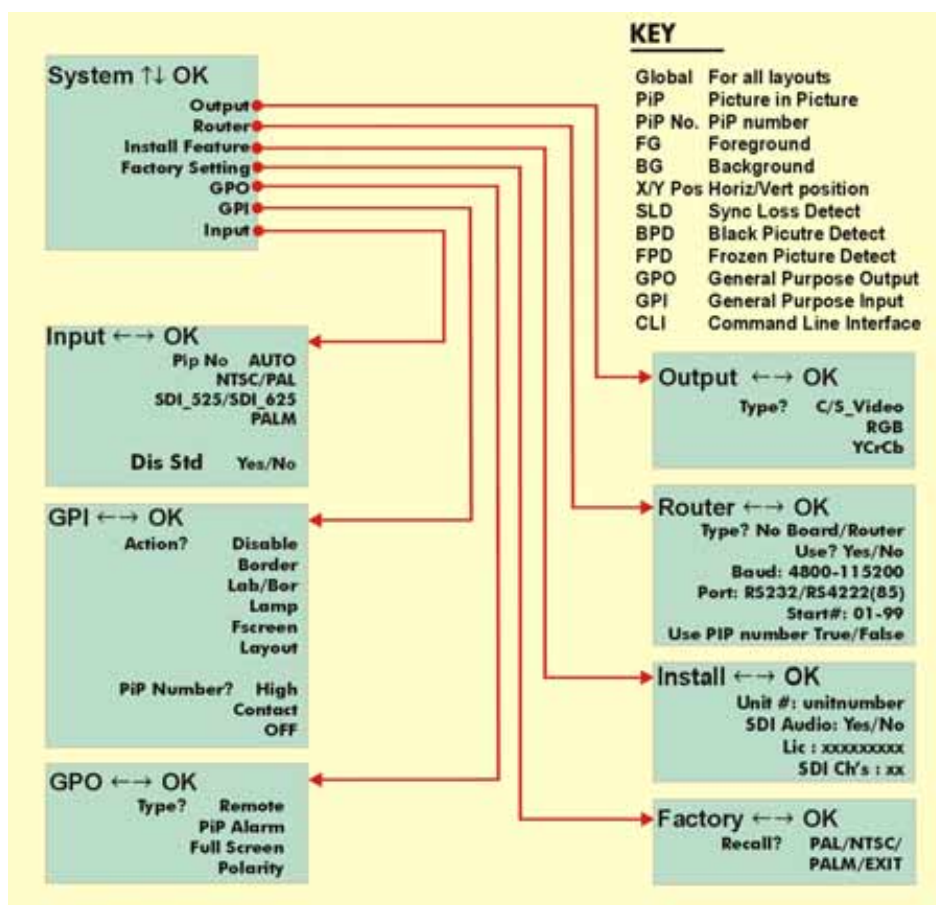 KEY
Global For all layouts
PiP Picture in Picture
PiP No. PiP number
FG Foreground
BG Background
X/Y Pos Horiz/Vert position
SLD Sync Loss Detect
BPD Black Picutre Detect
FPD Frozen Picture Detect
GPO General Purpose Output
GPI General Purpose Input
CLI Command Line Interface
System ↑↓ OK
Output
Router
Install Feature
Factory Setting
GPO
GPI
Input
Input ←→ OK
Pip No AUTO
NTSC/PAL
SDI_525/SDI_625
PALM
Dis Std Yes/No
GPI ←→ OK
Action? Disable
Border
Lab/Bor
Lamp
Fscreen
Layout
PiP Number? High
Contact
OFF
GPO ←→ OK
Type? Remote
PiP Alarm
Full Screen
Polarity
Output ←→ OK
Type? C/S_Video
RGB
YCrCb
Router ←→ OK
Type? No Board/Router
Use? Yes/No
Baud: 4800-115200
Port: RS232/RS4222(85)
Start#: 01-99
Use PIP number True/False
Install ←→ OK
Unit #: unitnumber
SDI Audio: Yes/No
Lic : xxxxxxxxx
SDI Ch's : xx
Factory ←→ OK
Recall? PAL/NTSC/
PALM/EXIT